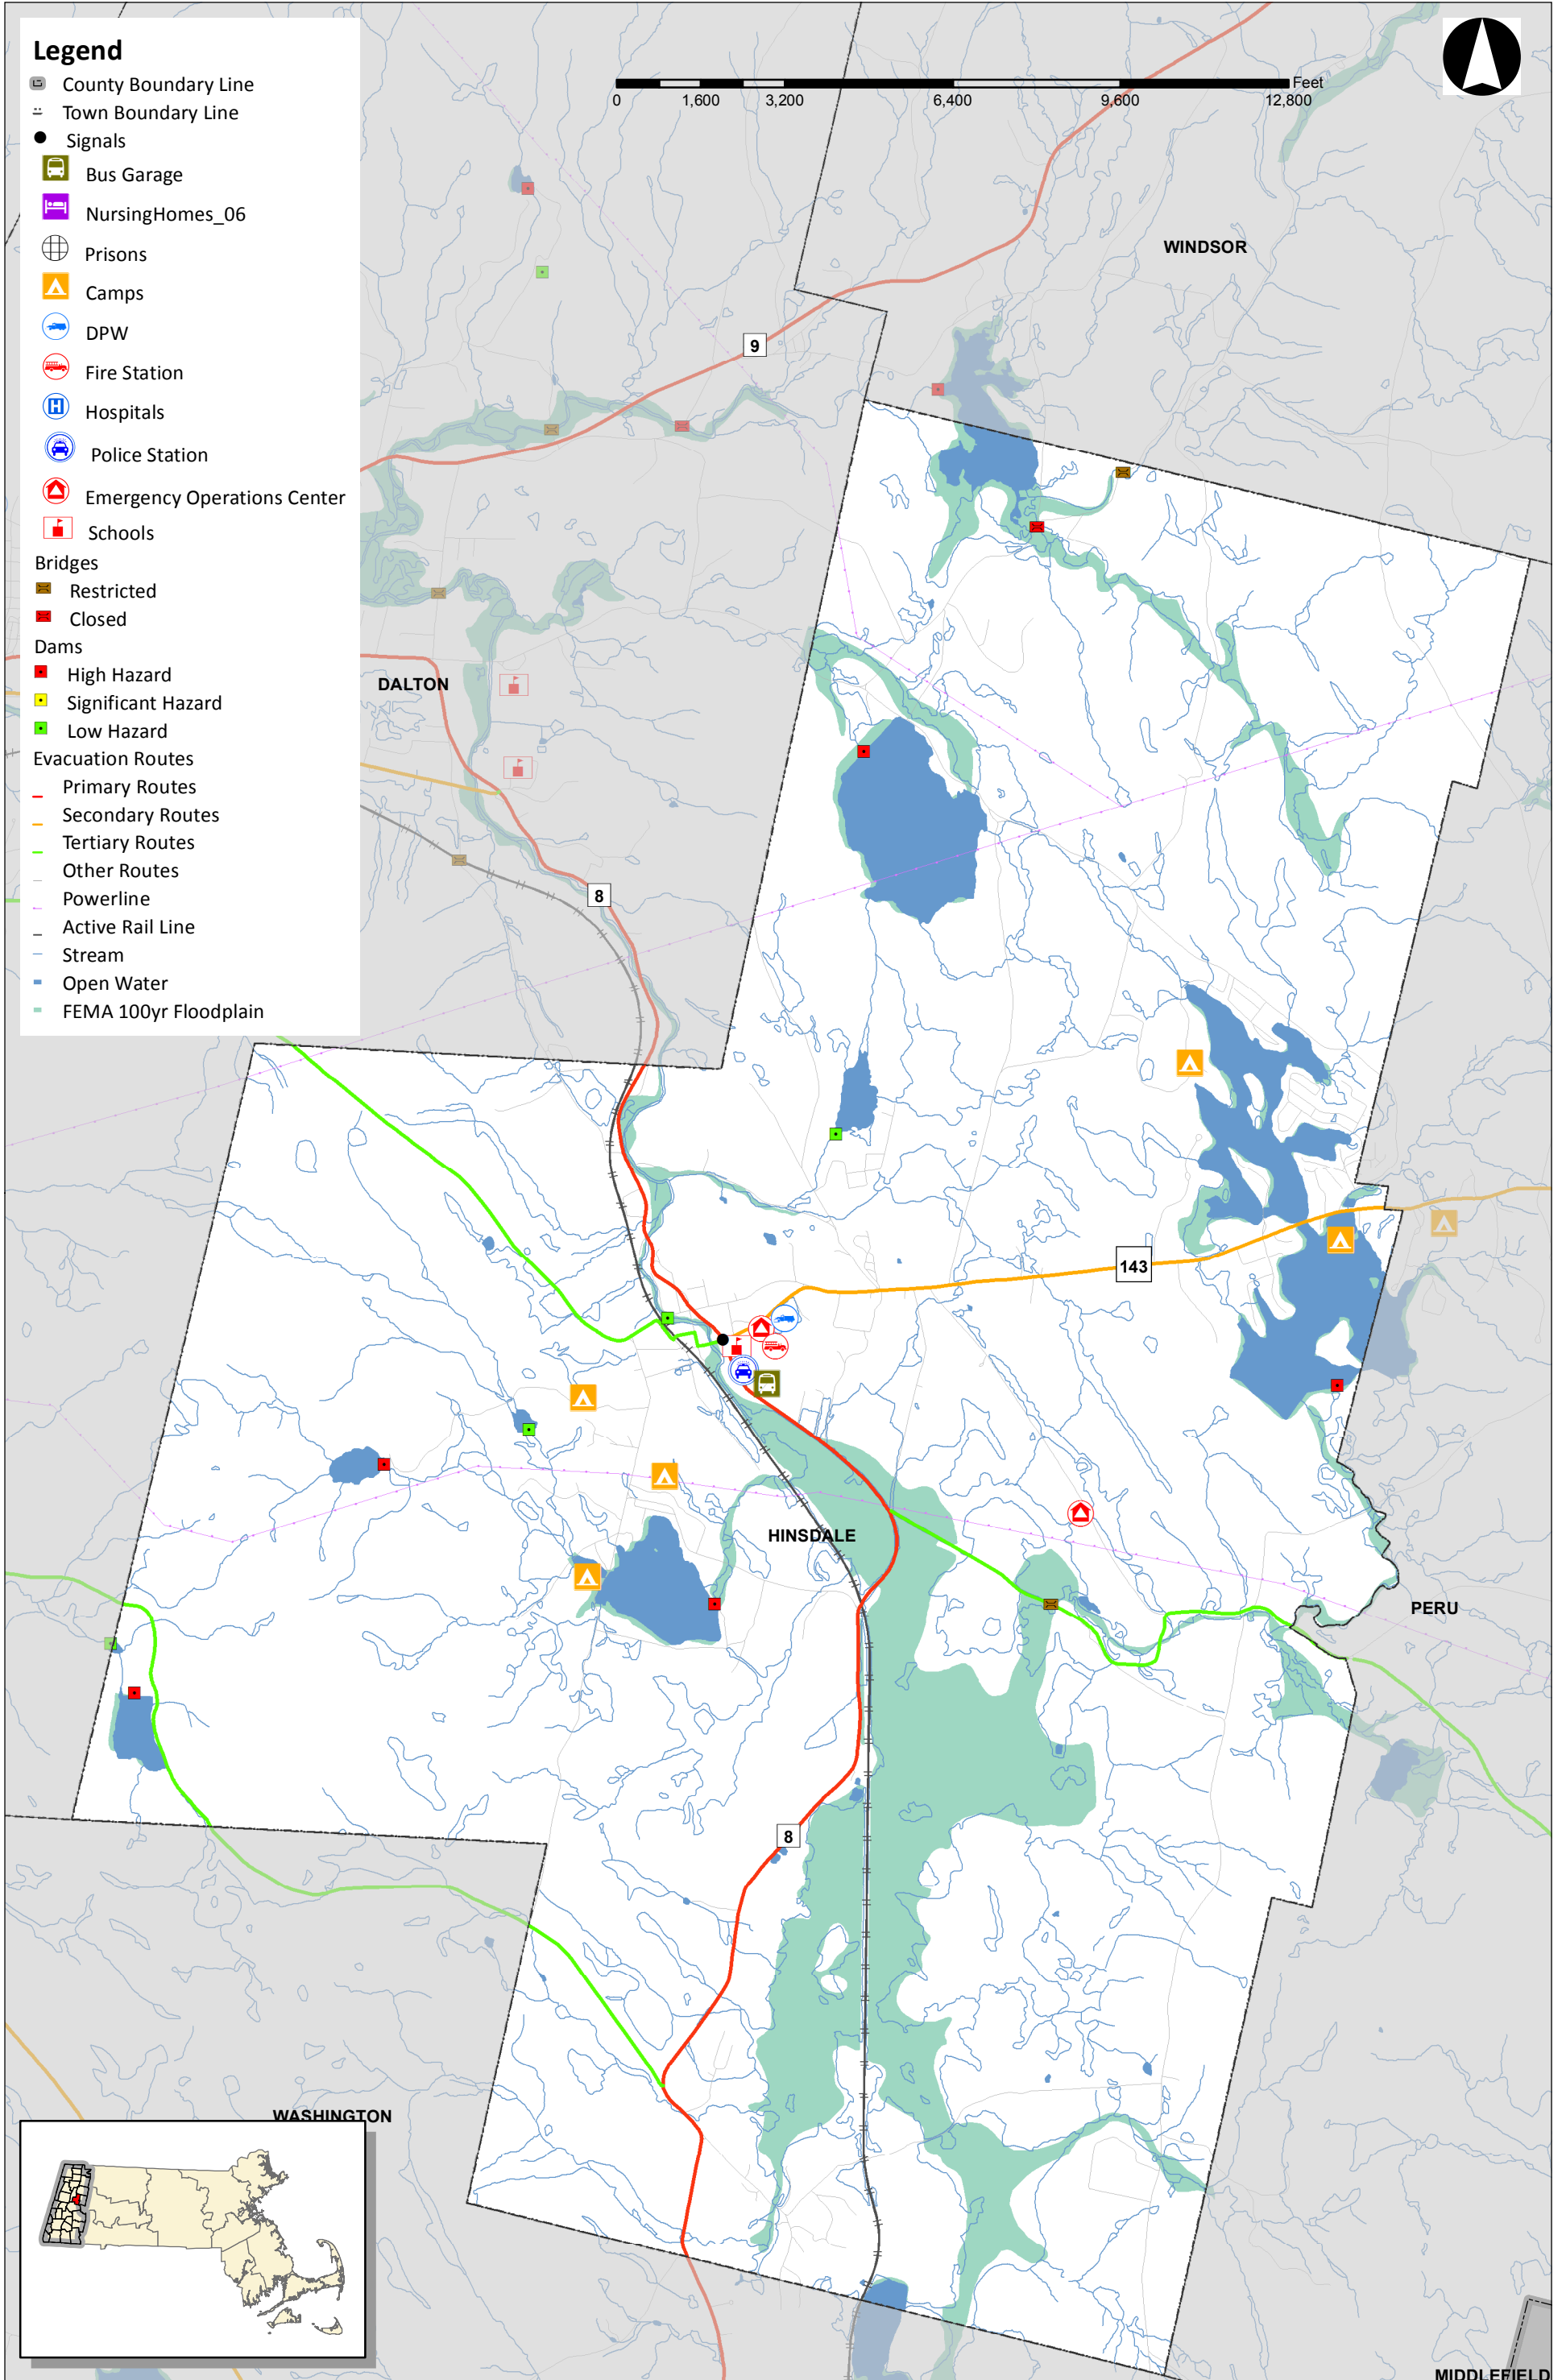 Legend
County Boundary Line
Town Boundary Line
Signals
Bus Garage
NursingHomes_06
Prisons
Camps
DPW
Fire Station
H
Hospitals
Police Station
Emergency Operations Center
Schools
Bridges
Restricted
Closed
Dams
High Hazard
Significant Hazard
Low Hazard
Evacuation Routes
Primary Routes
Secondary Routes
Tertiary Routes
Other Routes
Powerline
Active Rail Line
Stream
Open Water
FEMA 100yr Floodplain
Feet
0 1,600 3,200 6,400 9,600 12,800
WINDSOR
9
DALTON
8
143
HINSDALE
PERU
8
WASHINGTON
MIDDLEFIELD